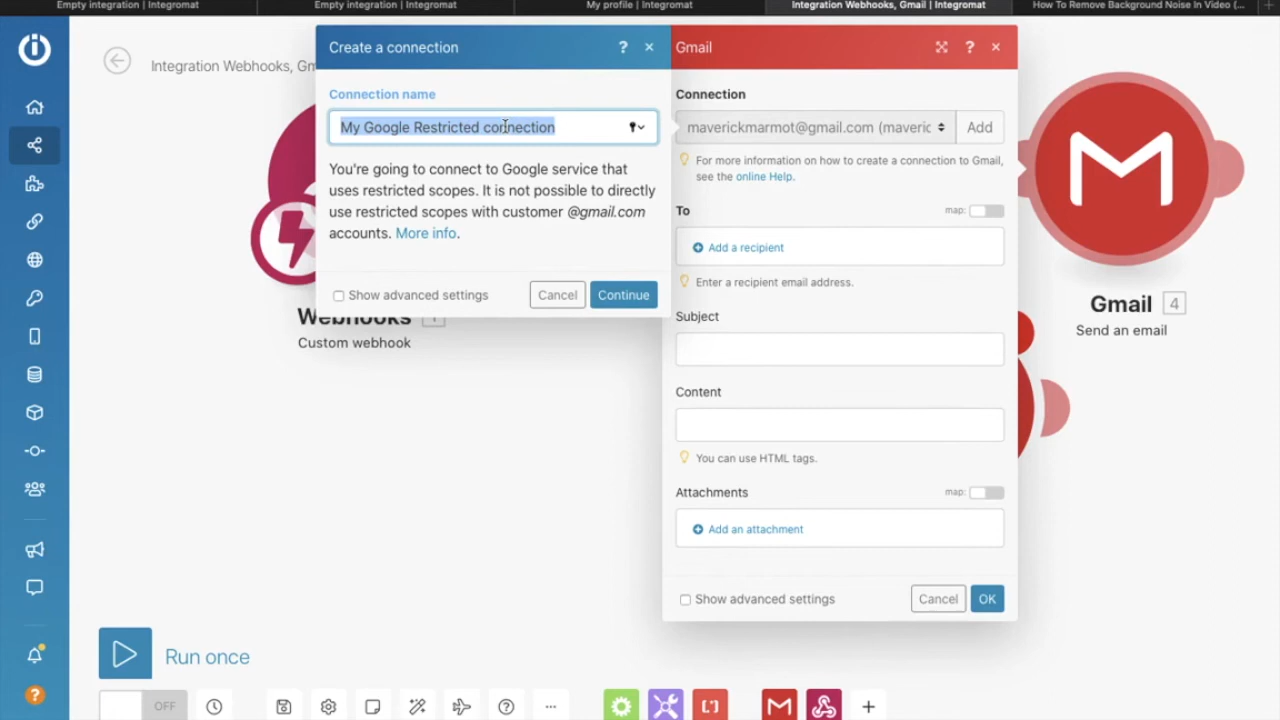 Empty integration | Integromat
Empty integration | Integromat
My profile | Integromat
Integration Webhooks, Gmail | Integromat
How To Remove Background Noise In Video (...
Integration Webhooks, Gm
Create a connection
Connection name
My Google Restricted connection
You're going to connect to Google service that
uses restricted scopes. It is not possible to directly
use restricted scopes with customer @gmail.com
accounts. More info.
Show advanced settings
Cancel
Continue
Webhooks
1
Custom webhook
Gmail
Connection
maverickmarmot@gmail.com (maveric
Add
For more information on how to create a connection to Gmail,
see the online Help.
To
map:
Add a recipient
Enter a recipient email address.
Subject
Content
You can use HTML tags.
Attachments
map:
Add an attachment
Show advanced settings
Cancel
OK
Gmail
4
Send an email
Run once
OFF